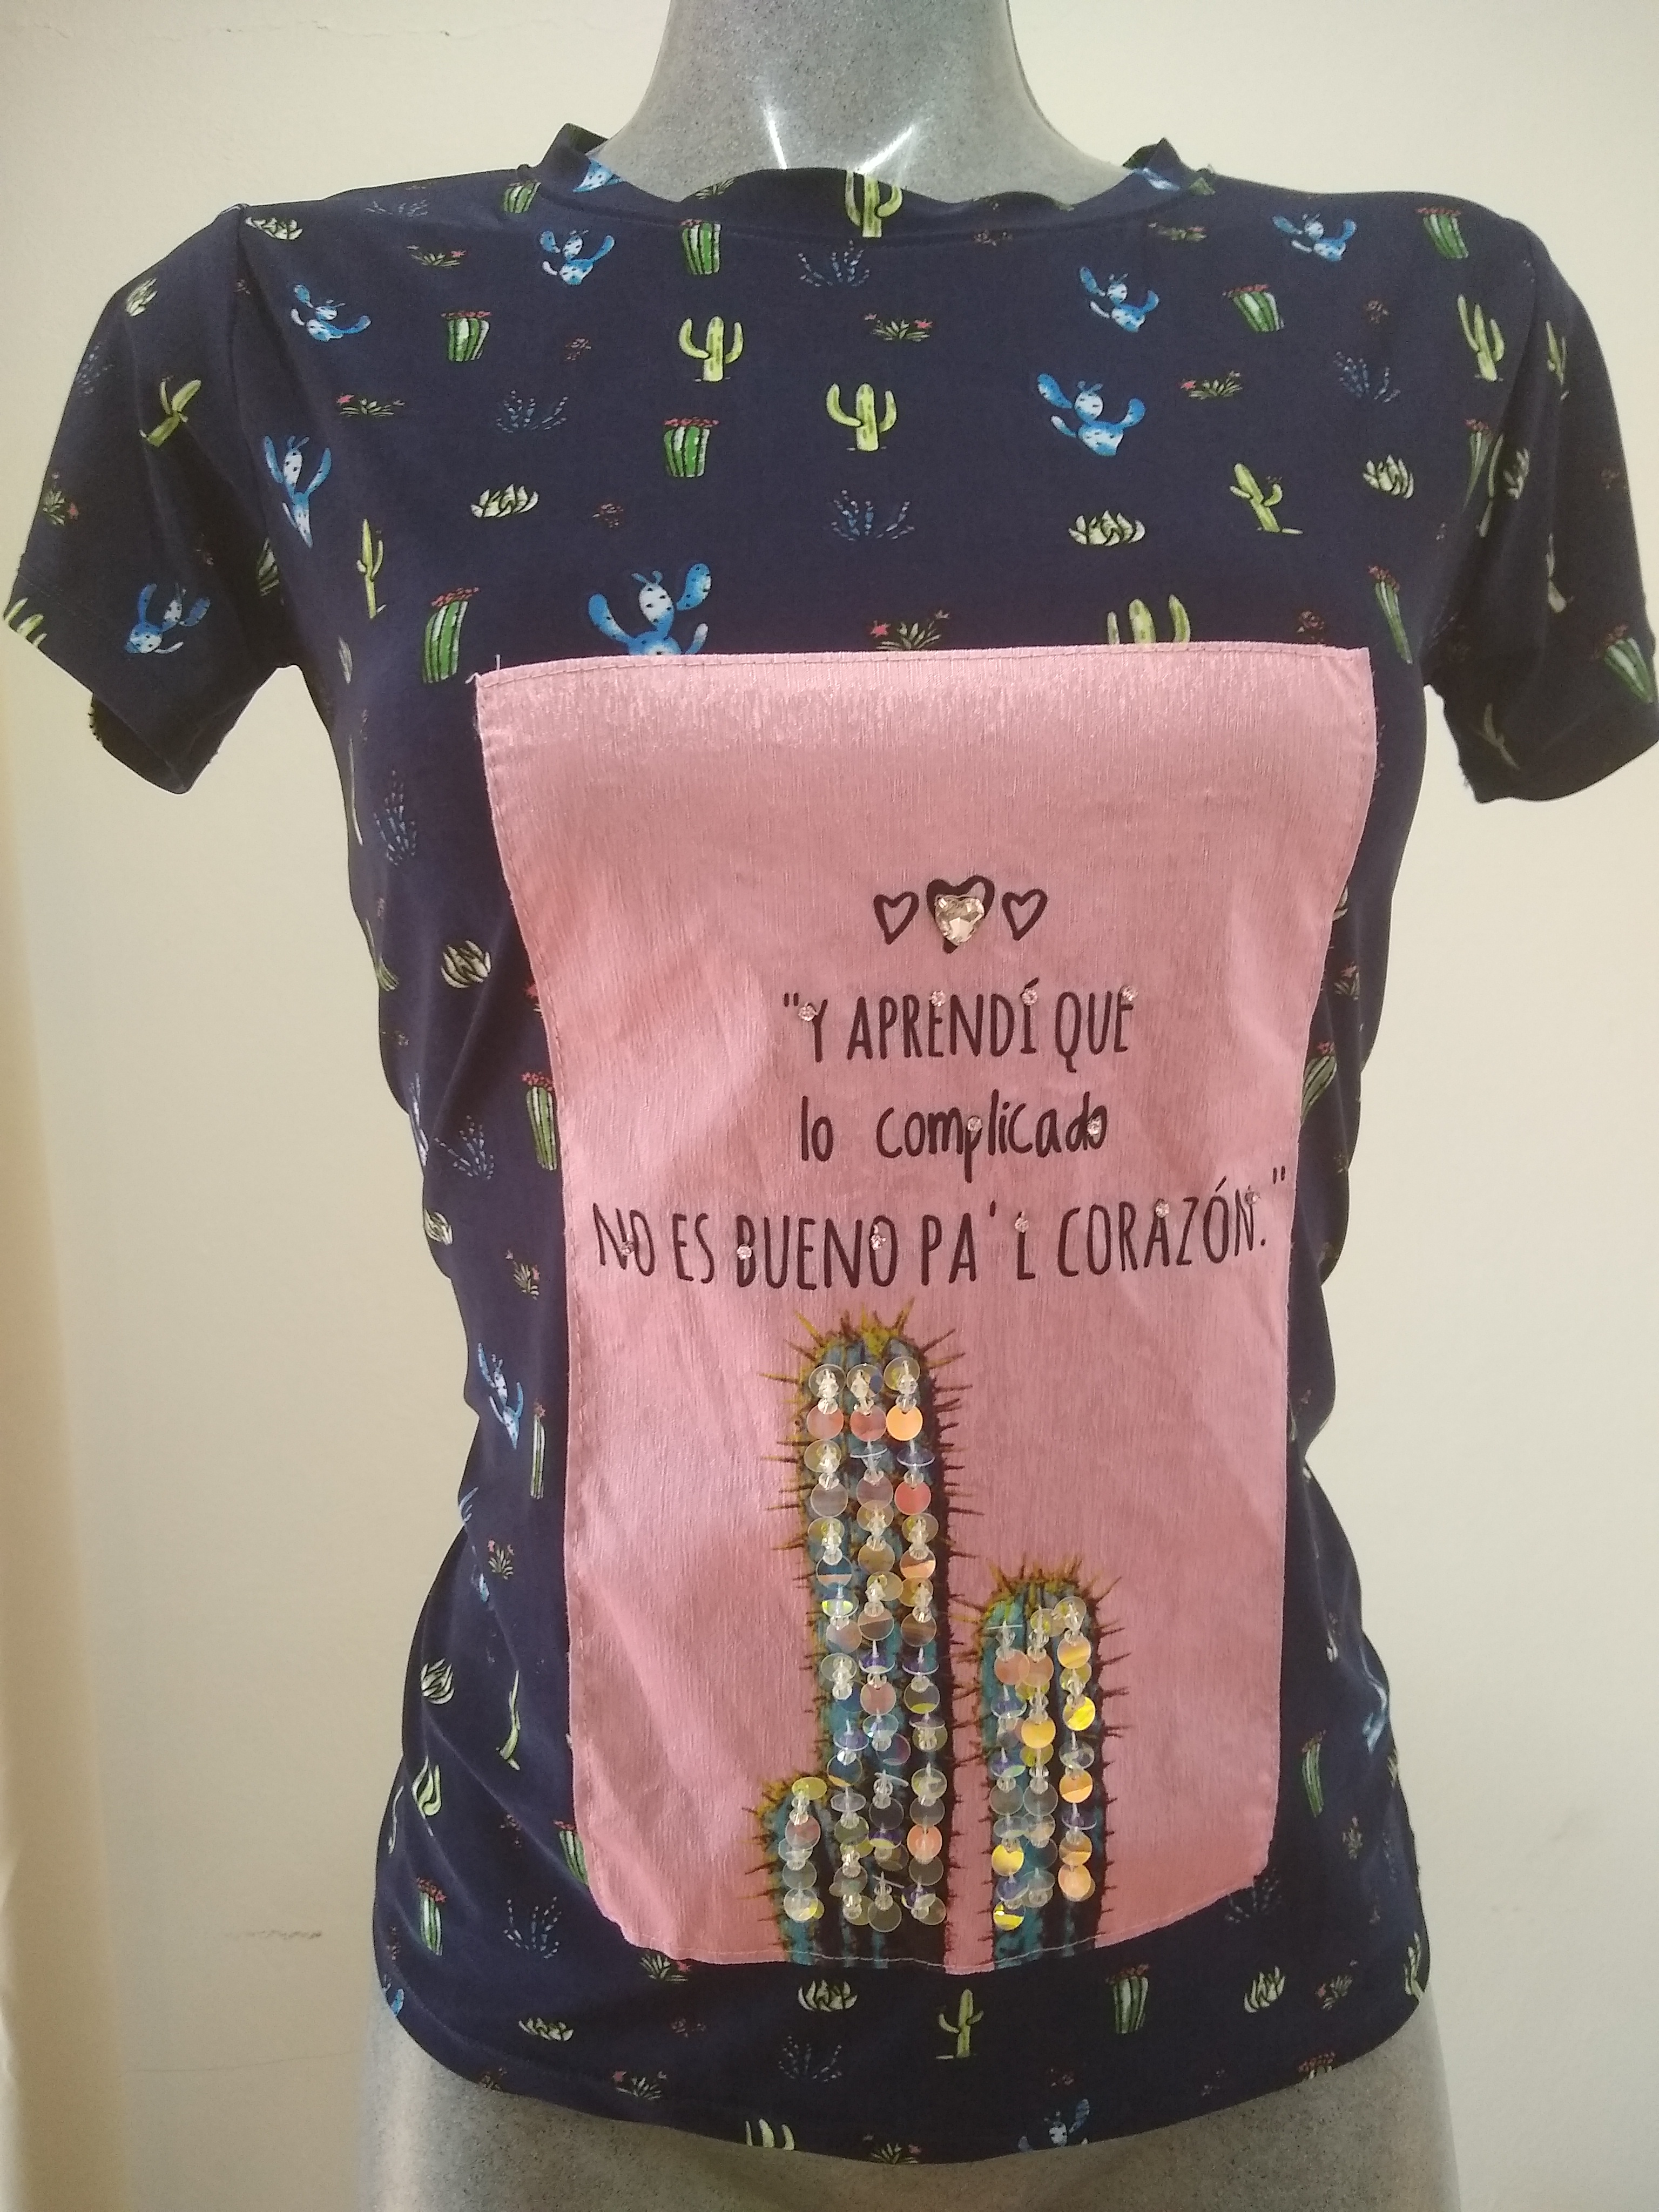 "Y APRENDÍ QUE
lo complicado
NO ES BUENO PA'L CORAZÓN."